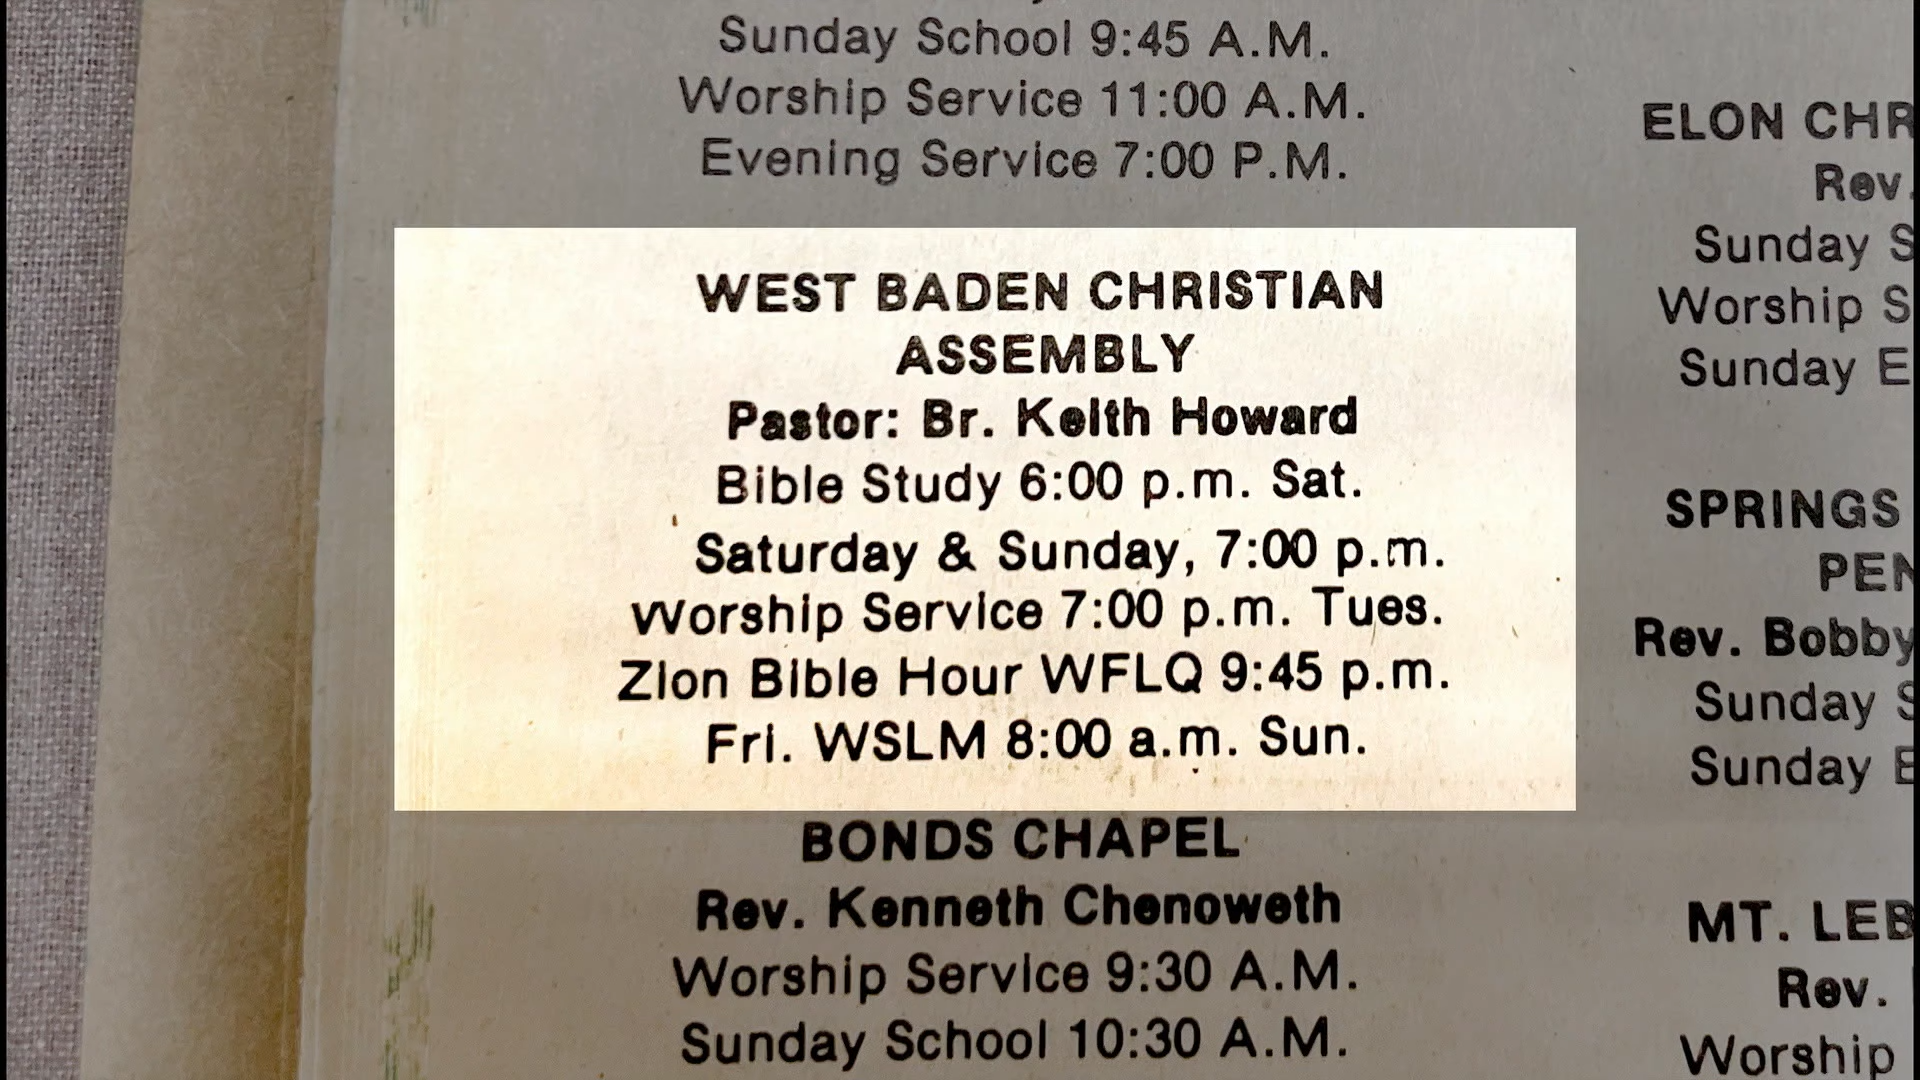 Sunday School 9:45 A.M.
Worship Service 11:00 A.M.
Evening Service 7:00 P.M.
WEST BADEN CHRISTIAN
ASSEMBLY
Pastor: Br. Keith Howard
Bible Study 6:00 p.m. Sat.
Saturday & Sunday, 7:00 p.m.
Worship Service 7:00 p.m. Tues.
Zion Bible Hour WFLQ 9:45 p.m.
Fri. WSLM 8:00 a.m. Sun.
BONDS CHAPEL
Rev. Kenneth Chenoweth
Worship Service 9:30 A.M.
Sunday School 10:30 A.M.
ELON CHR
Rev.
Sunday S
Worship S
Sunday E
SPRINGS
PEN
Rev. Bobby
Sunday S
Sunday E
MT. LEB
Rev.
Worship